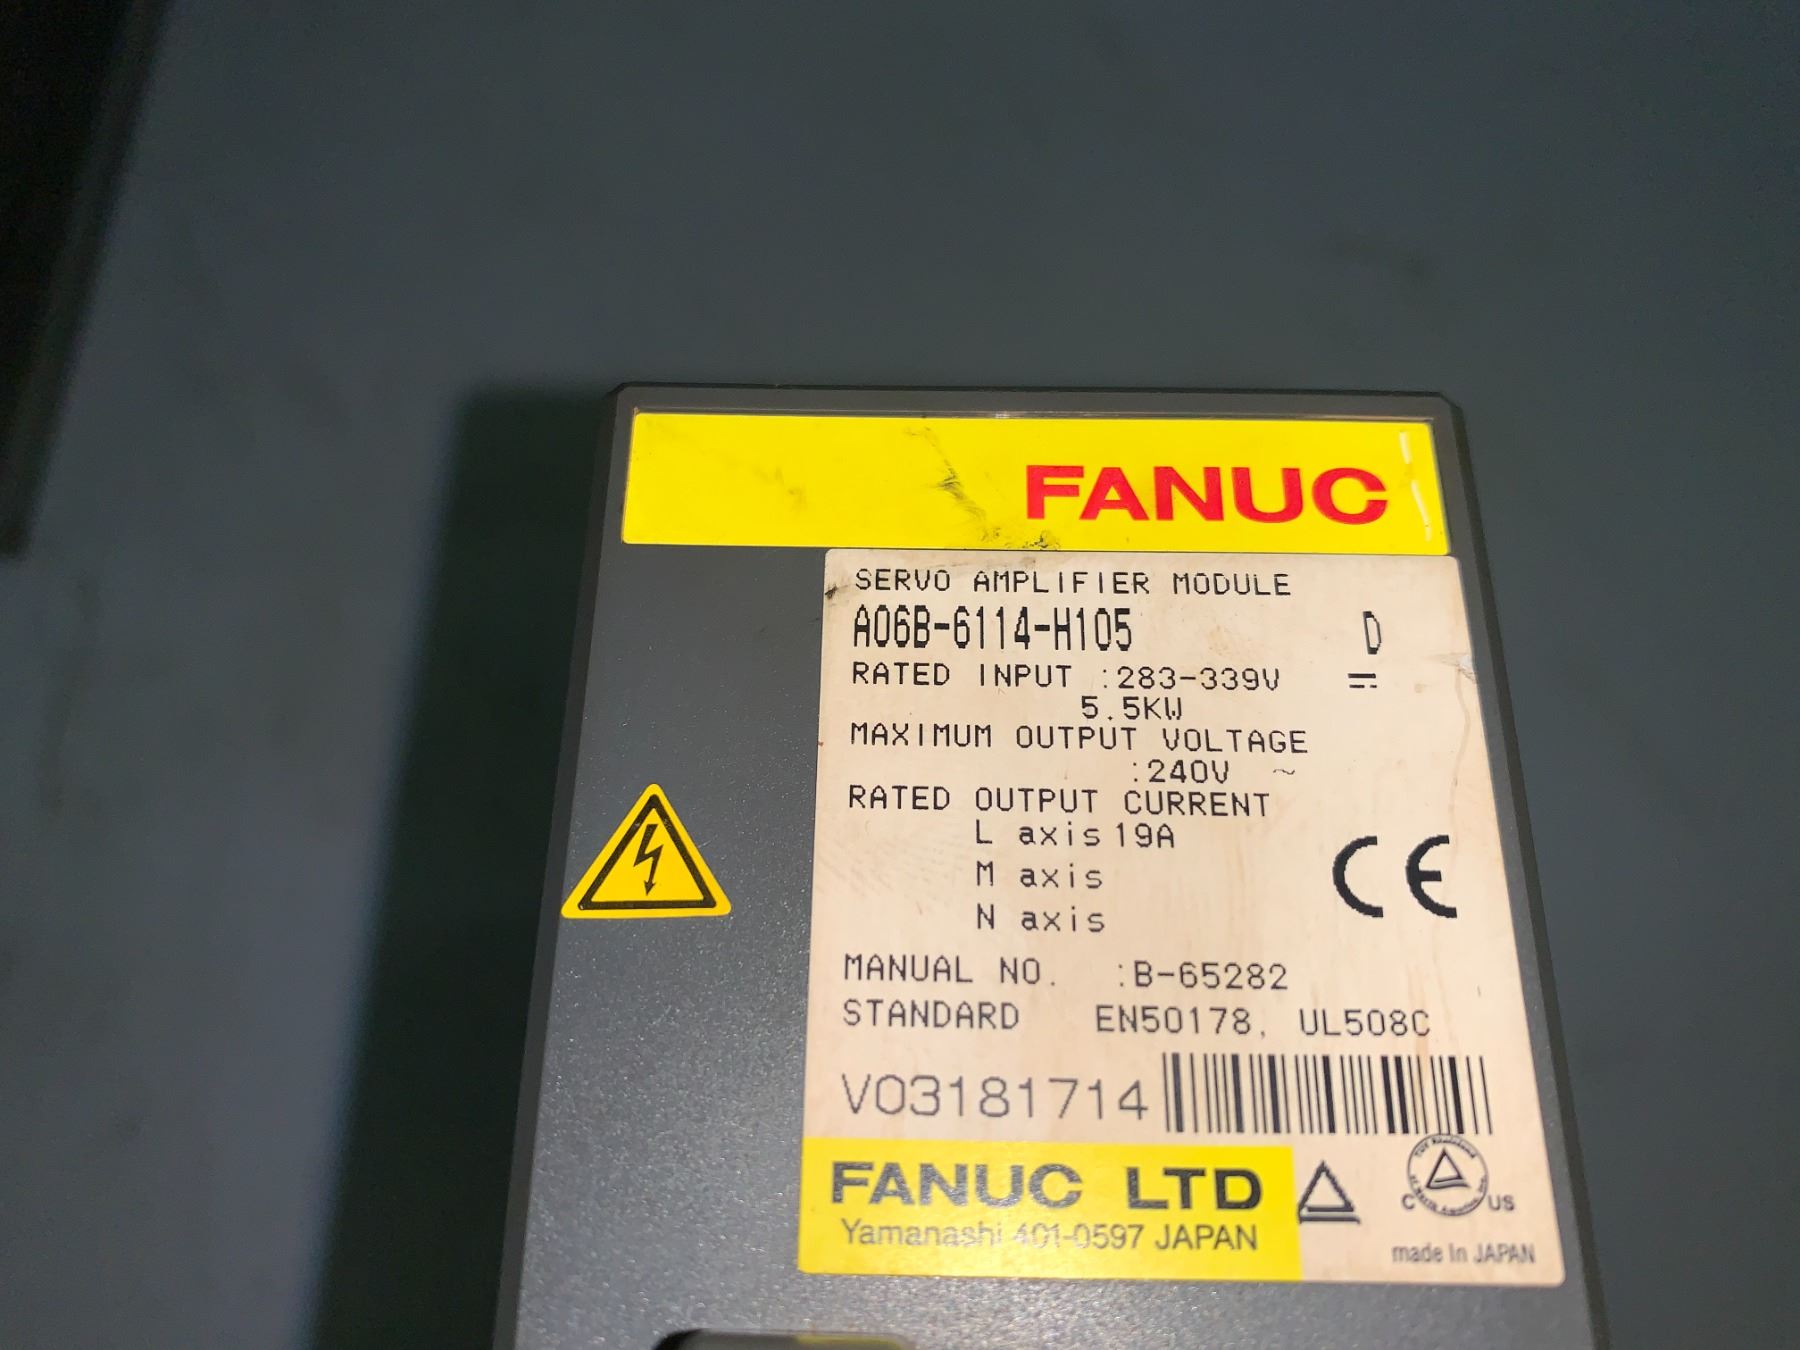 FANUC
SERVO AMPLIFIER MODULE
A06B-6114-H105 D
RATED INPUT :283-339V ⎓
5.5KW
MAXIMUM OUTPUT VOLTAGE
:240V ~
RATED OUTPUT CURRENT
L axis 19A
M axis
N axis
CE
MANUAL NO. :B-65282
STANDARD EN50178, UL508C
V03181714
FANUC LTD
Yamanashi 401-0597 JAPAN
C US
made in JAPAN